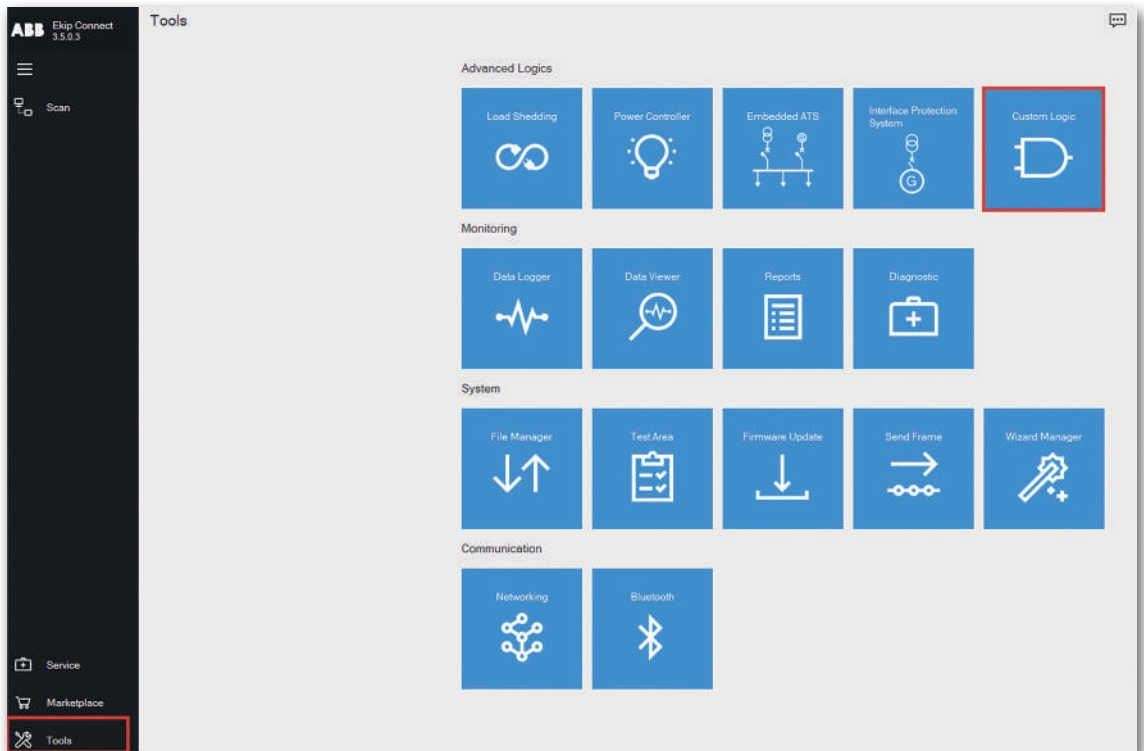 ABB Ekip Connect
3.5.0.3
Tools
Scan
Advanced Logics
Load Shedding
Power Controller
Embedded ATS
Interface Protection
System
G
Custom Logic
Monitoring
Data Logger
Data Viewer
Reports
Diagnostic
System
File Manager
Test Area
Firmware Update
Send Frame
Wizard Manager
Communication
Networking
Bluetooth
Service
Marketplace
Tools